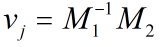 $v_j = M_1^{-1} M_2$